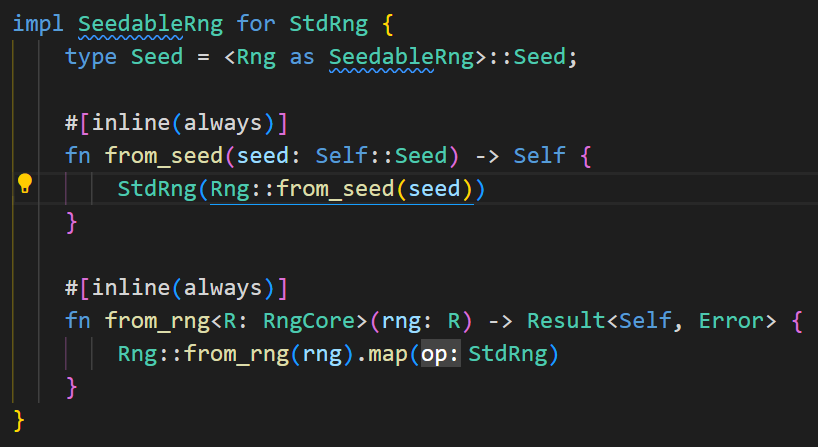 impl SeedableRng for StdRng {
type Seed = <Rng as SeedableRng>::Seed;
#[inline(always)]
fn from_seed(seed: Self::Seed) -> Self {
StdRng(Rng::from_seed(seed))
}
#[inline(always)]
fn from_rng<R: RngCore>(rng: R) -> Result<Self, Error> {
Rng::from_rng(rng).map(op: StdRng)
}
}